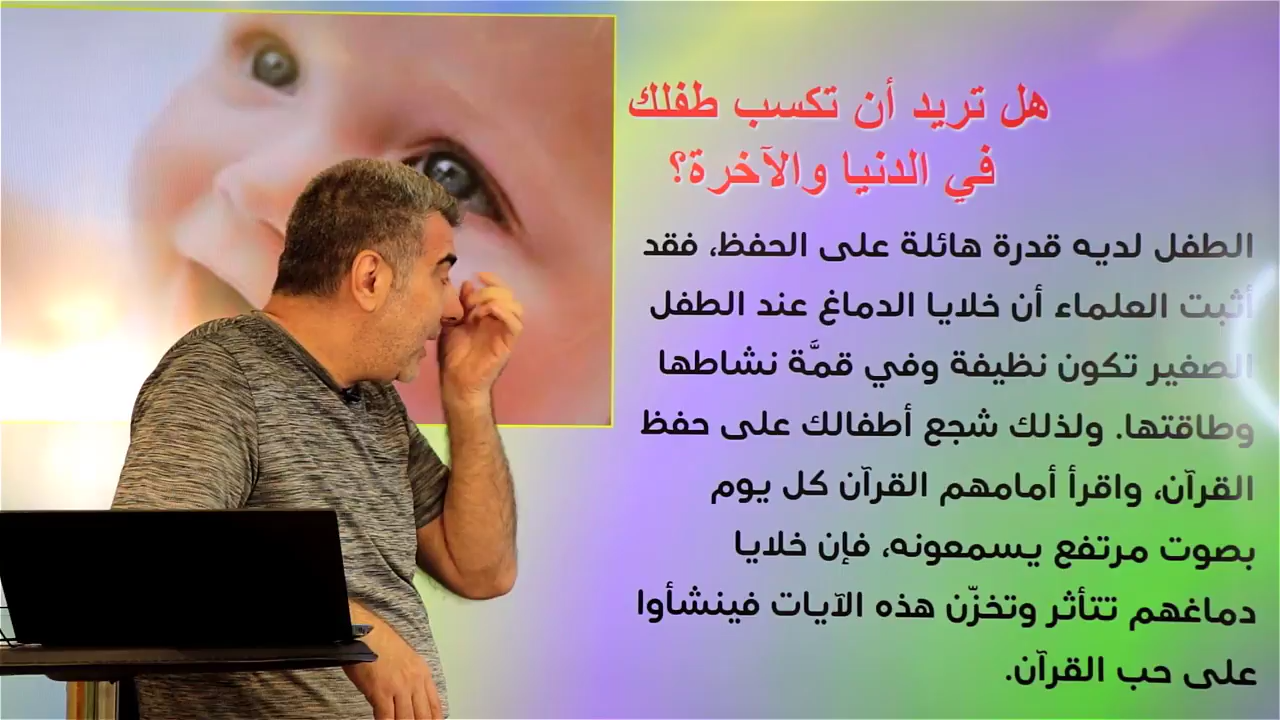 هل تريد أن تكسب طفلك
في الدنيا والآخرة؟
الطفل لديه قدرة هائلة على الحفظ، فقد
أثبت العلماء أن خلايا الدماغ عند الطفل
الصغير تكون نظيفة وفي قمَّة نشاطها
وطاقتها. ولذلك شجع أطفالك على حفظ
القرآن، واقرأ أمامهم القرآن كل يوم
بصوت مرتفع يسمعونه، فإن خلايا
دماغهم تتأثر وتخزّن هذه الآيات فينشأوا
على حب القرآن.